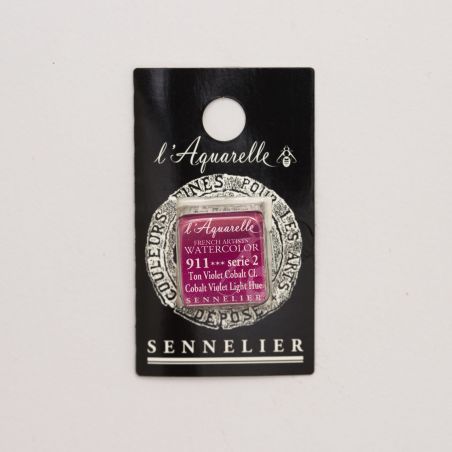 l'Aquarelle
COULEURS FINES POUR LES ARTS
DÉPOSÉ
l'Aquarelle
FRENCH ARTISTS'
WATERCOLOR
911*** serie 2
Ton Violet Cobalt Cl.
Cobalt Violet Light Hue
SENNELIER
SENNELIER